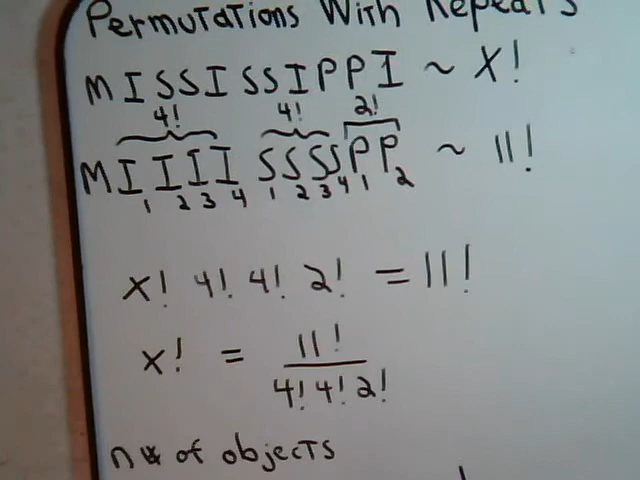 Permutations With Repeats
MISSISSIPPI ~ X!
4! 4! 2!
MIIIISSSSPP ~ 11!
1 2 3 4 1 2 3 4 1 2
x! 4! 4! 2! = 11!
x! = 11!
4! 4! 2!
n # of objects